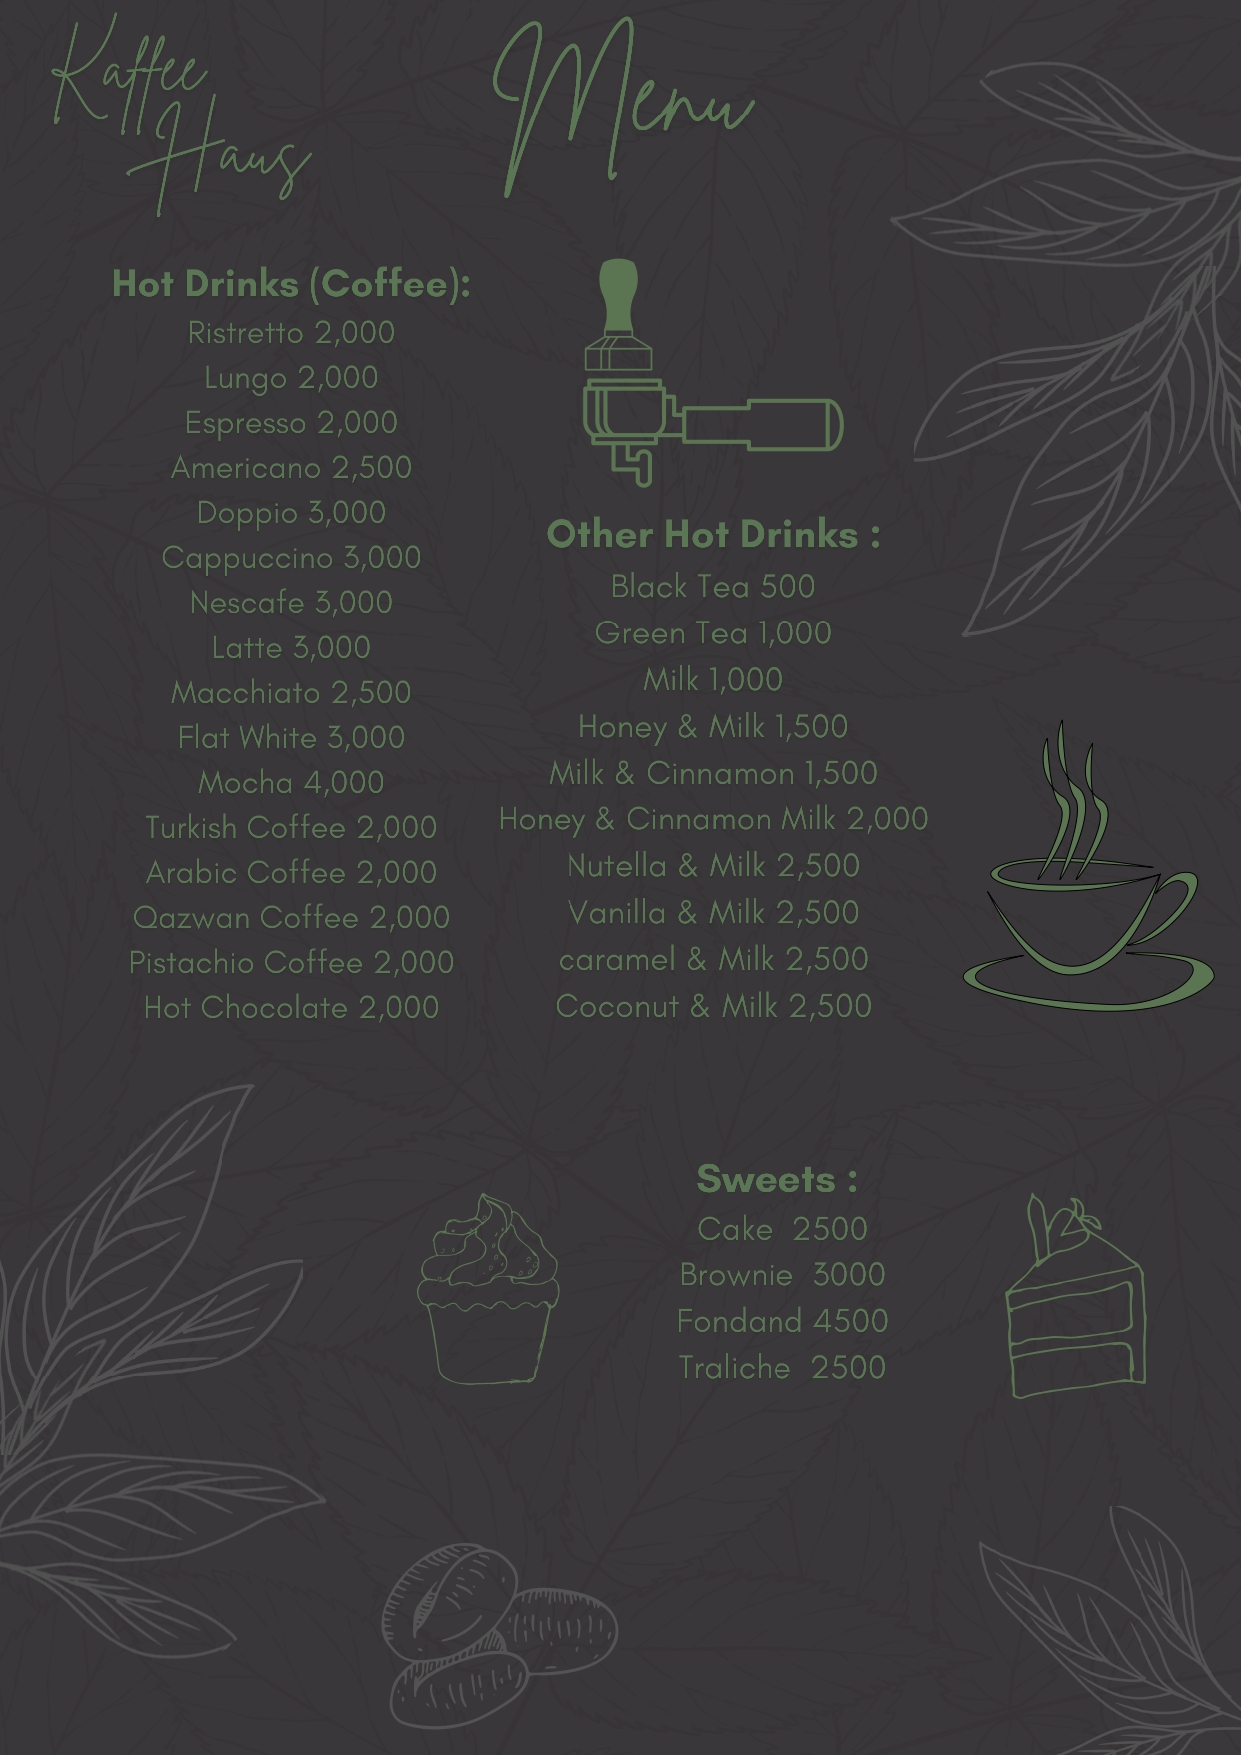 Kaffee
Haus
Menu
Hot Drinks (Coffee):
Ristretto 2,000
Lungo 2,000
Espresso 2,000
Americano 2,500
Doppio 3,000
Cappuccino 3,000
Nescafe 3,000
Latte 3,000
Macchiato 2,500
Flat White 3,000
Mocha 4,000
Turkish Coffee 2,000
Arabic Coffee 2,000
Qazwan Coffee 2,000
Pistachio Coffee 2,000
Hot Chocolate 2,000
Other Hot Drinks :
Black Tea 500
Green Tea 1,000
Milk 1,000
Honey & Milk 1,500
Milk & Cinnamon 1,500
Honey & Cinnamon Milk 2,000
Nutella & Milk 2,500
Vanilla & Milk 2,500
caramel & Milk 2,500
Coconut & Milk 2,500
Sweets :
Cake 2500
Brownie 3000
Fondand 4500
Traliche 2500